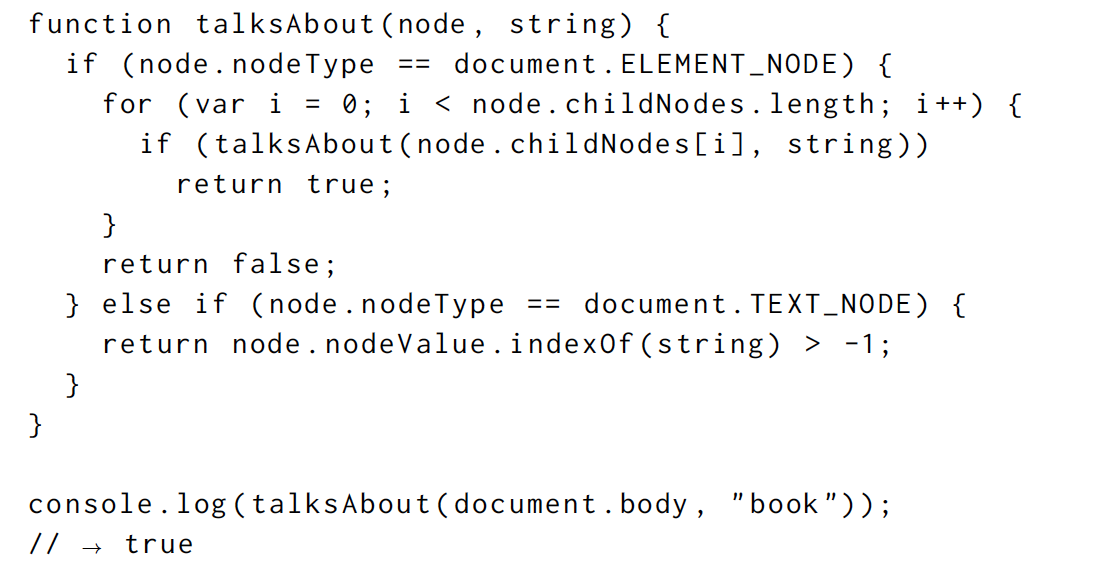 function talksAbout(node, string) {
  if (node.nodeType == document.ELEMENT_NODE) {
    for (var i = 0; i < node.childNodes.length; i++) {
      if (talksAbout(node.childNodes[i], string))
        return true;
    }
    return false;
  } else if (node.nodeType == document.TEXT_NODE) {
    return node.nodeValue.indexOf(string) > -1;
  }
}

console.log(talksAbout(document.body, "book"));
// → true